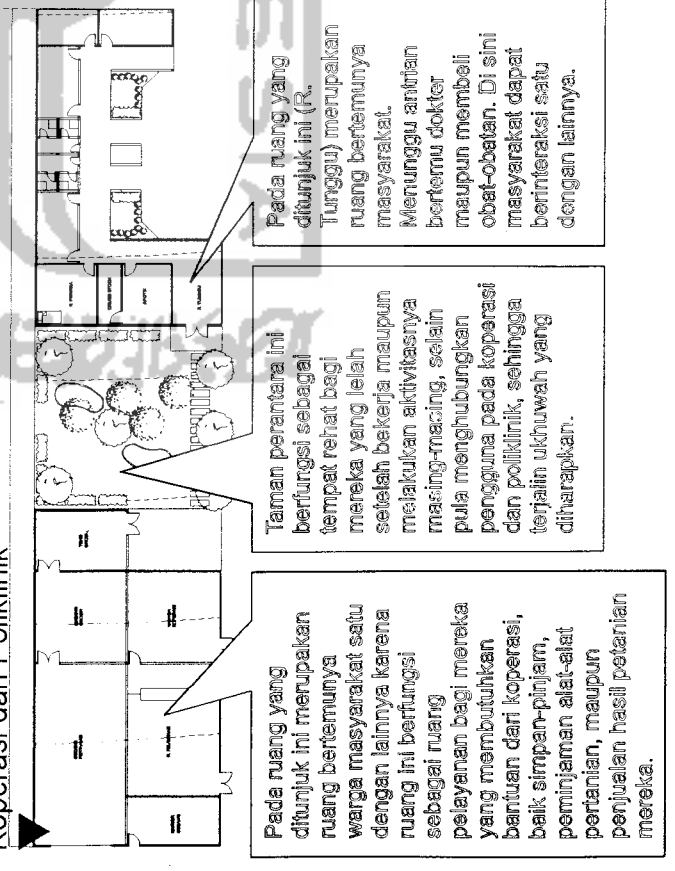 Koperasi dan Poliklinik
Pada ruang yang
ditunjuk ini merupakan
ruang bertemunya
warga masyarakat satu
dengan lainnya karena
ruang ini berfungsi
sebagai ruang
pelayanan bagi mereka
yang membutuhkan
bantuan dari koperasi,
baik simpan-pinjam,
peminjaman alat-alat
pertanian, maupun
penjualan hasil petanian
mereka.
Taman perantara ini
berfungsi sebagai
tempat rehat bagi
mereka yang lelah
setelah bekerja maupun
melakukan aktivitasnya
masing-masing, selain
pula menghubungkan
pengguna pada koperasi
dan poliklinik, sehingga
terjalin ukhuwah yang
diharapkan.
Pada ruang yang
ditunjuk ini (R.
Tunggu) merupakan
ruang bertemunya
masyarakat.
Menunggu antrian
bertemu dokter
maupun membeli
obat-obatan. Di sini
masyarakat dapat
berinteraksi satu
dengan lainnya.
R. TUNGGU